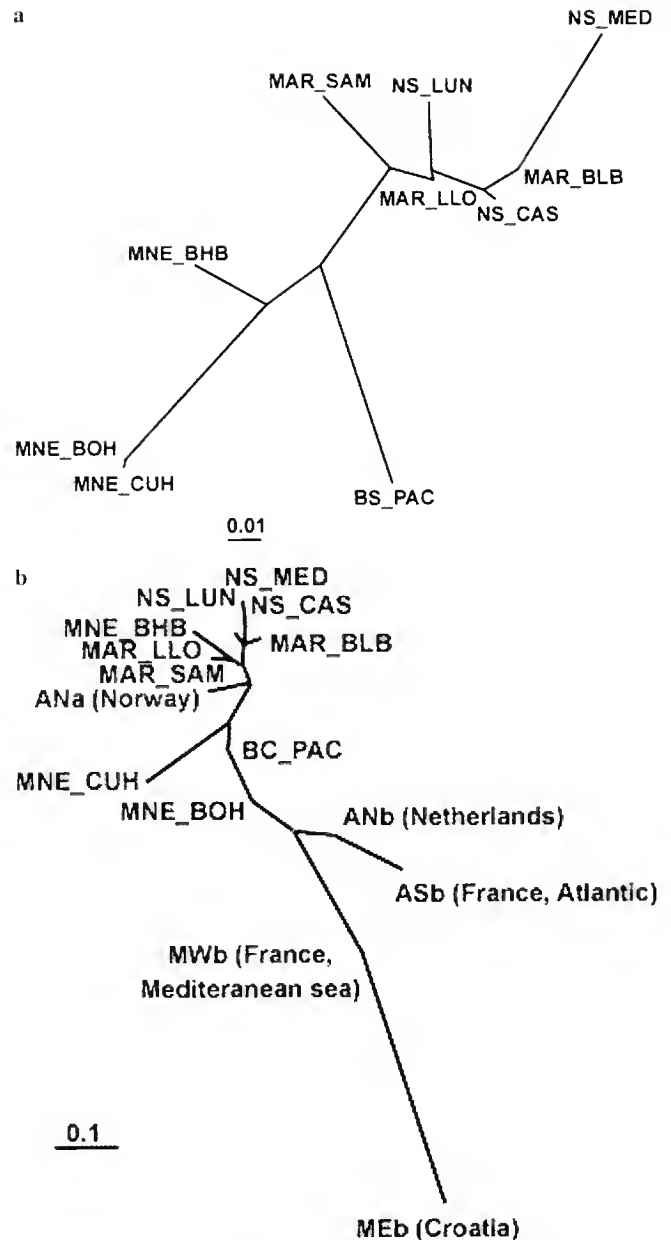 a
NS_MED
MAR_SAM
NS_LUN
MAR_BLB
MAR_LLO
NS_CAS
MNE_BHB
MNE_BOH
MNE_CUH
BS_PAC
0.01
b
NS_MED
NS_LUN
NS_CAS
MNE_BHB
MAR_BLB
MAR_LLO
MAR_SAM
ANa (Norway)
BC_PAC
MNE_CUH
MNE_BOH
ANb (Netherlands)
ASb (France, Atlantic)
MWb (France,
Mediteranean sea)
0.1
MEb (Croatia)